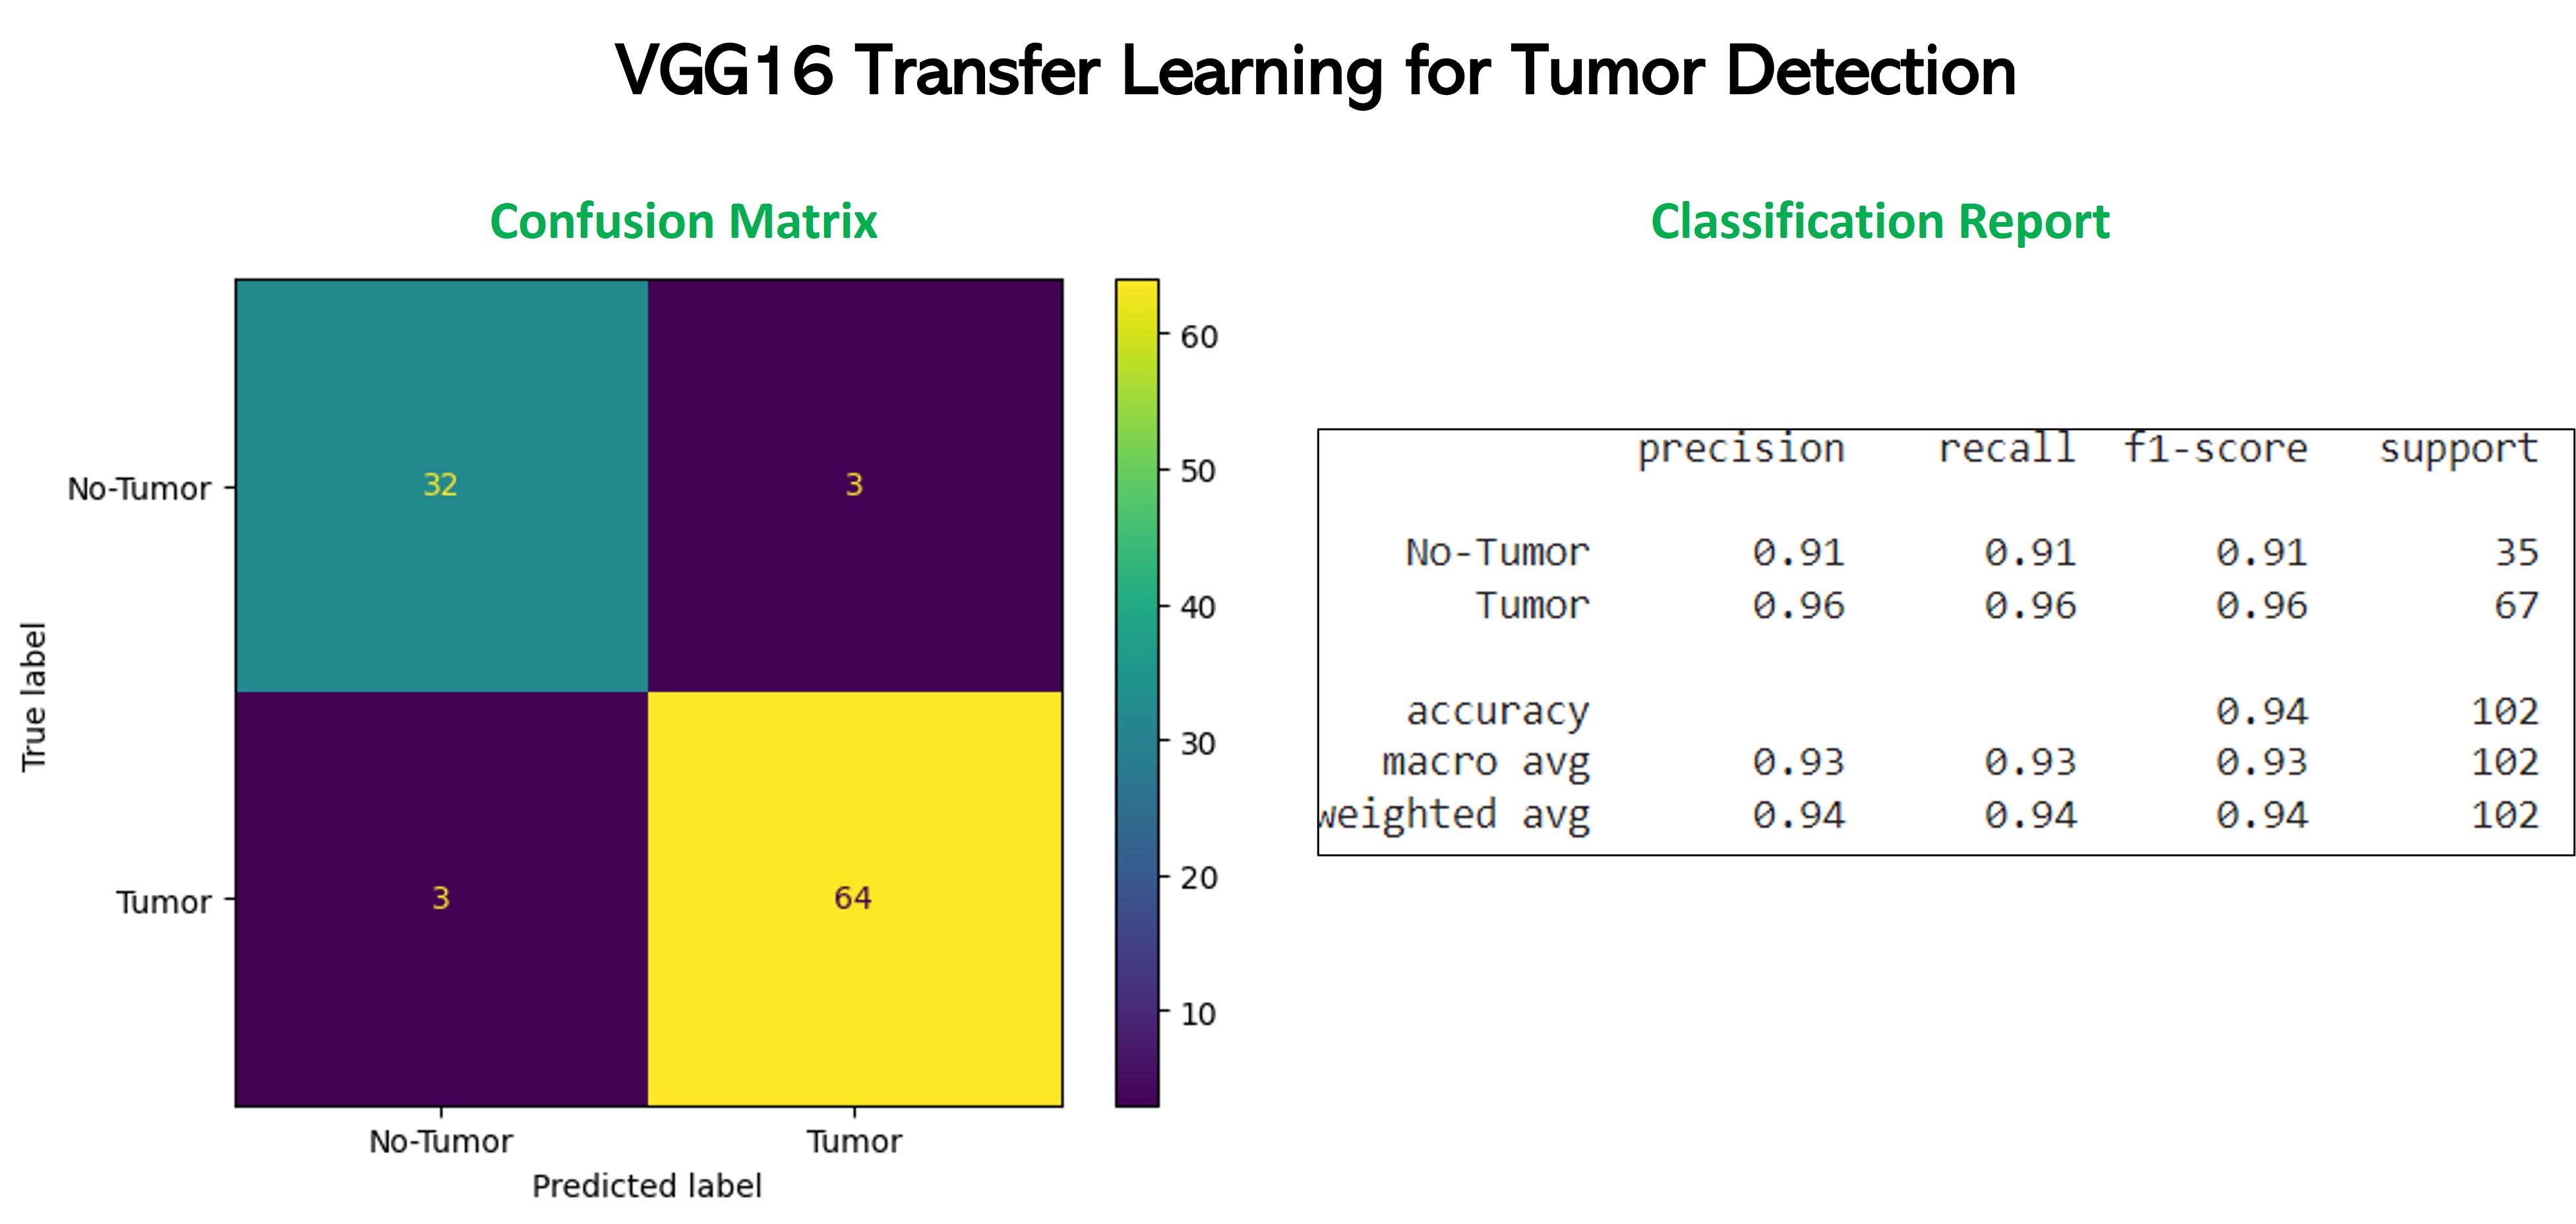 VGG16 Transfer Learning for Tumor Detection
Confusion Matrix
True label
No-Tumor
Tumor
32 3
3 64
No-Tumor Tumor
Predicted label
60
50
40
30
20
10
Classification Report
precision recall f1-score support
No-Tumor 0.91 0.91 0.91 35
Tumor 0.96 0.96 0.96 67
accuracy 0.94 102
macro avg 0.93 0.93 0.93 102
weighted avg 0.94 0.94 0.94 102